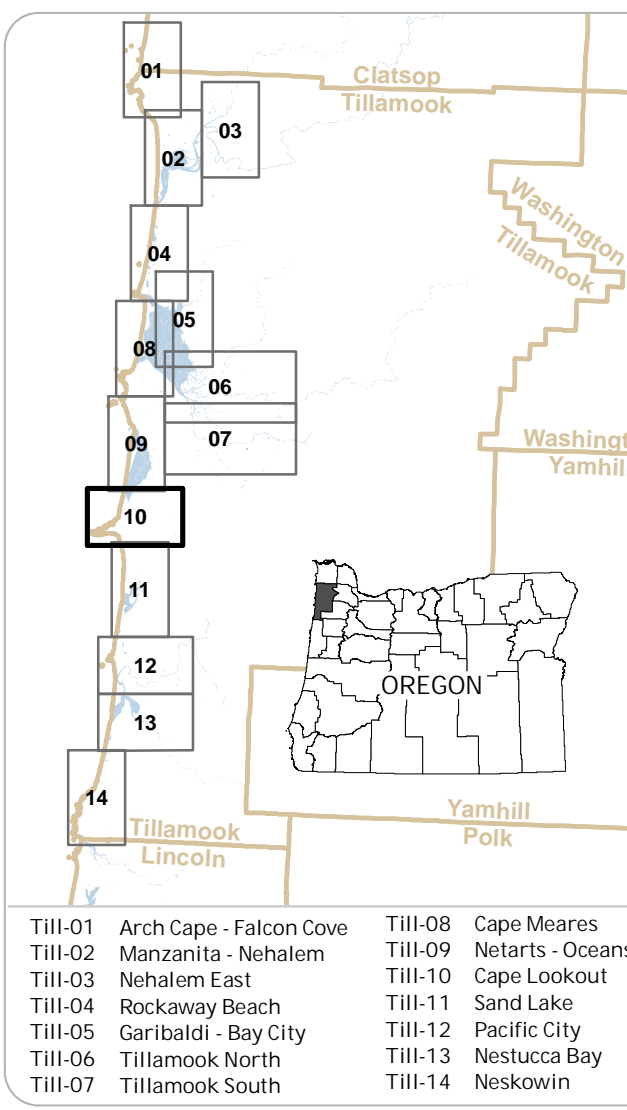 01
Clatsop
Tillamook
03
02
Washington
Tillamook
04
05
08
06
07
Washingt
Yamhil
09
10
11
OREGON
12
13
14
Yamhill
Polk
Tillamook
Lincoln
Till-01 Arch Cape - Falcon Cove
Till-02 Manzanita - Nehalem
Till-03 Nehalem East
Till-04 Rockaway Beach
Till-05 Garibaldi - Bay City
Till-06 Tillamook North
Till-07 Tillamook South
Till-08 Cape Meares
Till-09 Netarts - Oceans
Till-10 Cape Lookout
Till-11 Sand Lake
Till-12 Pacific City
Till-13 Nestucca Bay
Till-14 Neskowin